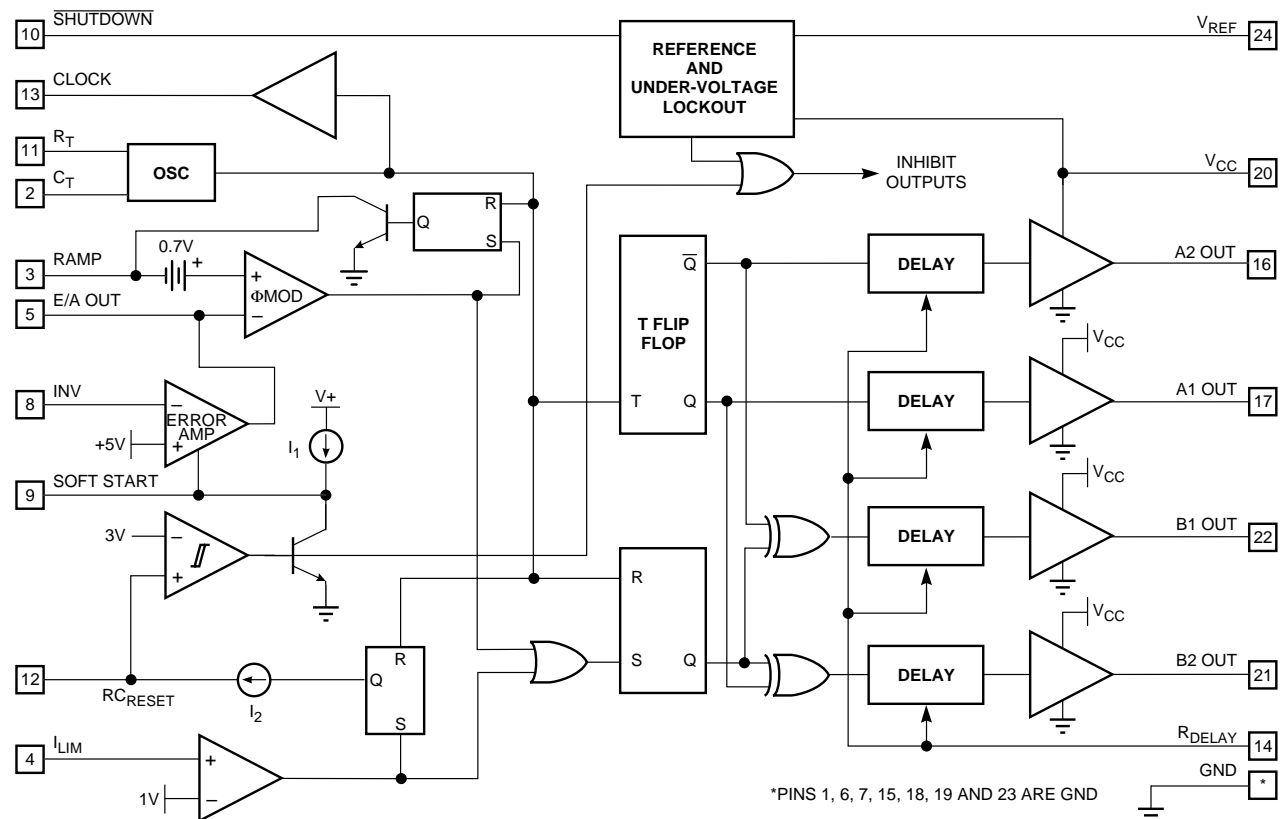 10 SHUTDOWN
REFERENCE
AND
UNDER-VOLTAGE
LOCKOUT
VREF 24
13 CLOCK
11 RT
2 CT
OSC
INHIBIT
OUTPUTS
VCC 20
3 RAMP
0.7V
+
+
ΦMOD
−
Q R
S
5 E/A OUT
T FLIP
FLOP
Q
T Q
DELAY
A2 OUT 16
DELAY
VCC
A1 OUT 17
8 INV
−
ERROR
AMP
+5V
+
V+
I1
9 SOFT START
3V
−
+
DELAY
VCC
B1 OUT 22
R
S Q
12
RCRESET
I2
R
Q
S
DELAY
VCC
B2 OUT 21
4 ILIM
+
1V
−
RDELAY 14
GND *
*PINS 1, 6, 7, 15, 18, 19 AND 23 ARE GND